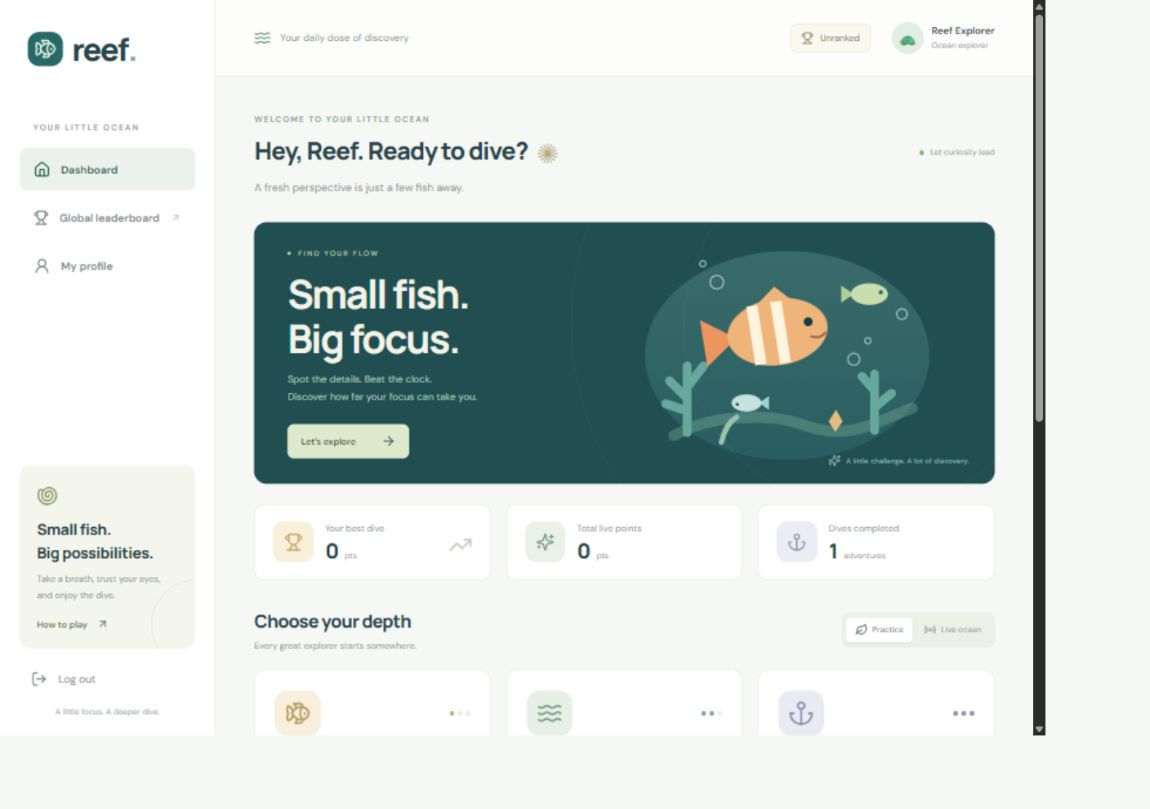 reef.
Your daily dose of discovery
Unranked
Reef Explorer
Ocean explorer
YOUR LITTLE OCEAN
Dashboard
Global leaderboard
My profile
WELCOME TO YOUR LITTLE OCEAN
Hey, Reef. Ready to dive?
Let curiosity lead
A fresh perspective is just a few fish away.
FIND YOUR FLOW
Small fish.
Big focus.
Spot the details. Beat the clock.
Discover how far your focus can take you.
Let's explore
A little challenge. A lot of discovery.
Your best dive
0 pts
Total live points
0 pts
Dives completed
1 adventures
Small fish.
Big possibilities.
Take a breath, trust your eyes,
and enjoy the dive.
How to play
Log out
A little focus. A deeper dive.
Choose your depth
Every great explorer starts somewhere.
Practice
Live ocean